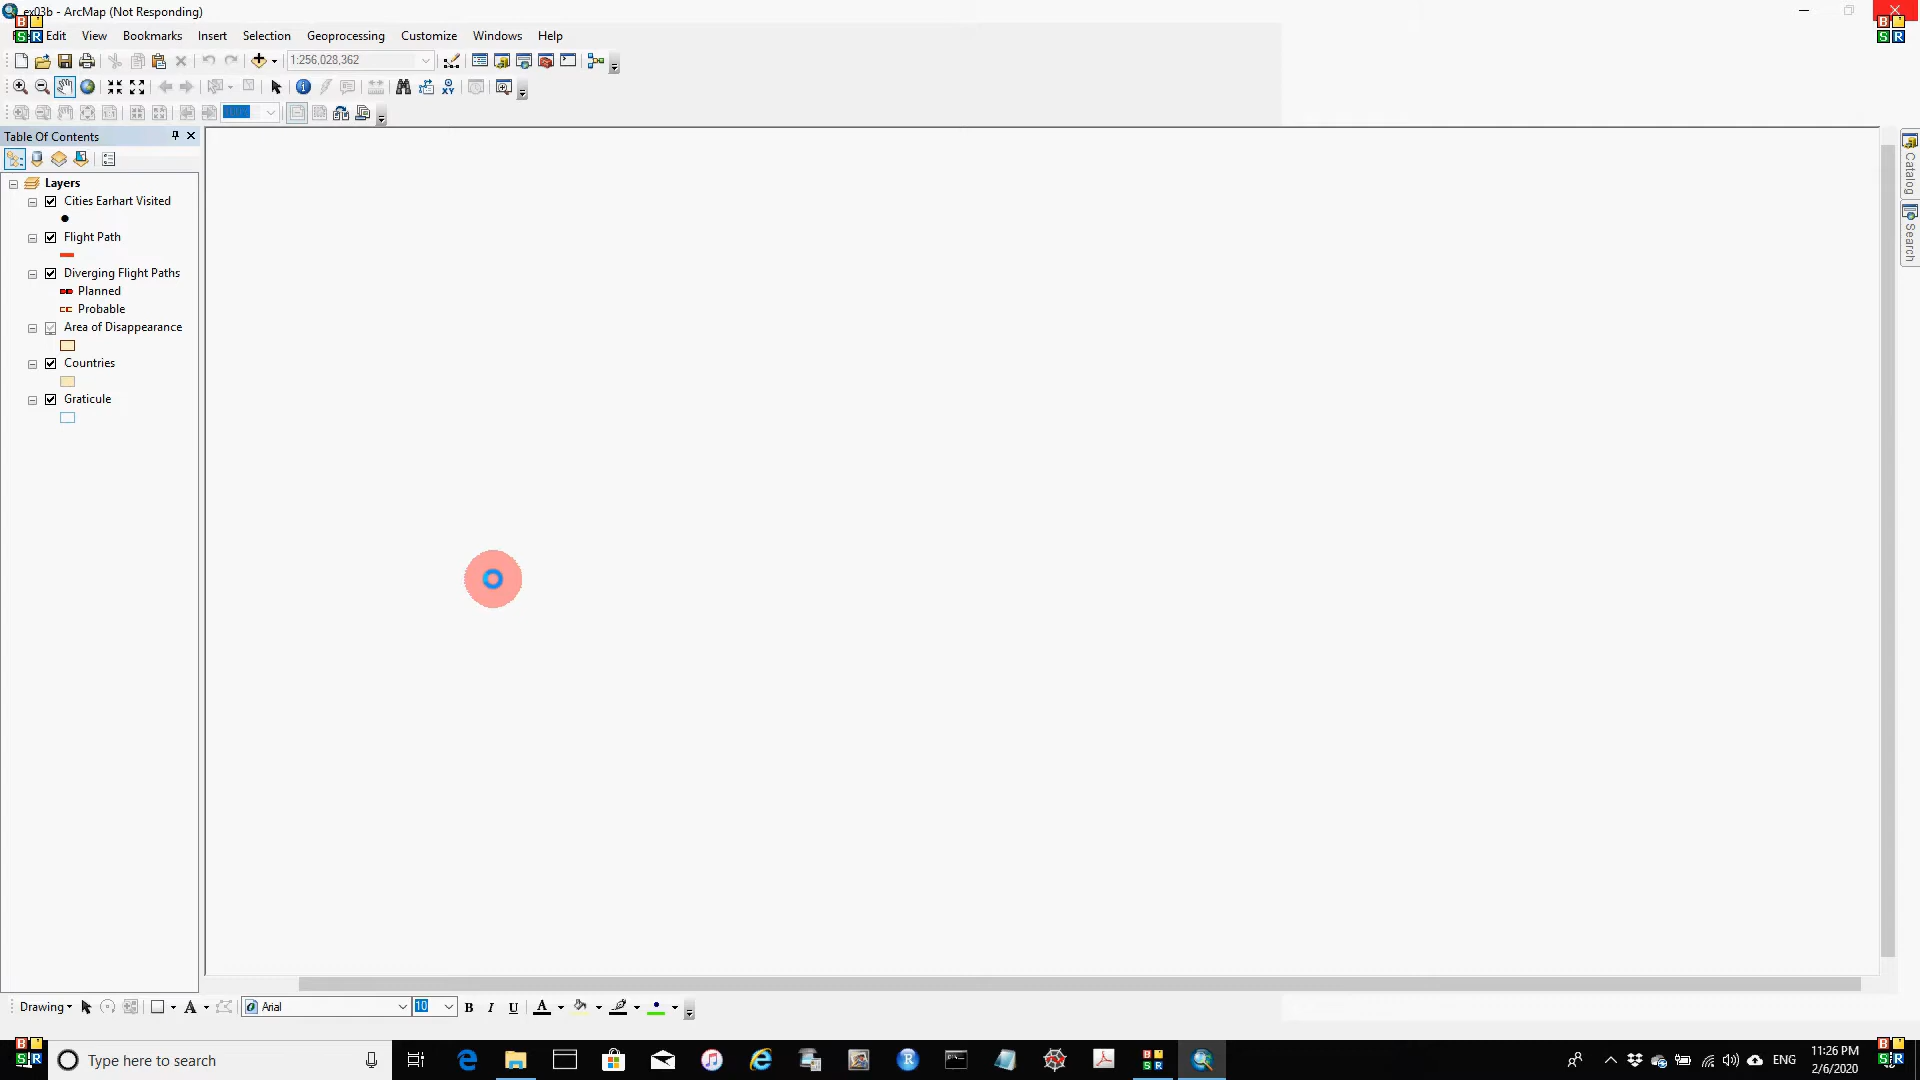 ex03b - ArcMap (Not Responding)
Edit View Bookmarks Insert Selection Geoprocessing Customize Windows Help
1:256,028,362
Table Of Contents
Layers
Cities Earhart Visited
Flight Path
Diverging Flight Paths
Planned
Probable
Area of Disappearance
Countries
Graticule
Catalog
Search
Drawing
A
Arial
10
B I U A
Type here to search
ENG
11:26 PM
2/6/2020